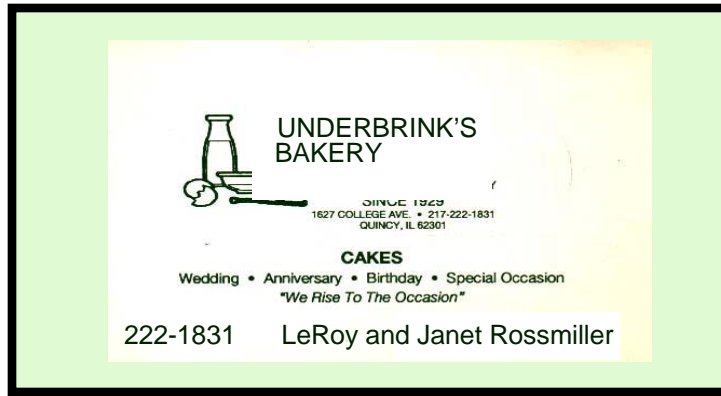 UNDERBRINK'S
BAKERY
SINCE 1929
1627 COLLEGE AVE. • 217-222-1831
QUINCY, IL 62301
CAKES
Wedding • Anniversary • Birthday • Special Occasion
"We Rise To The Occasion"
222-1831 LeRoy and Janet Rossmiller